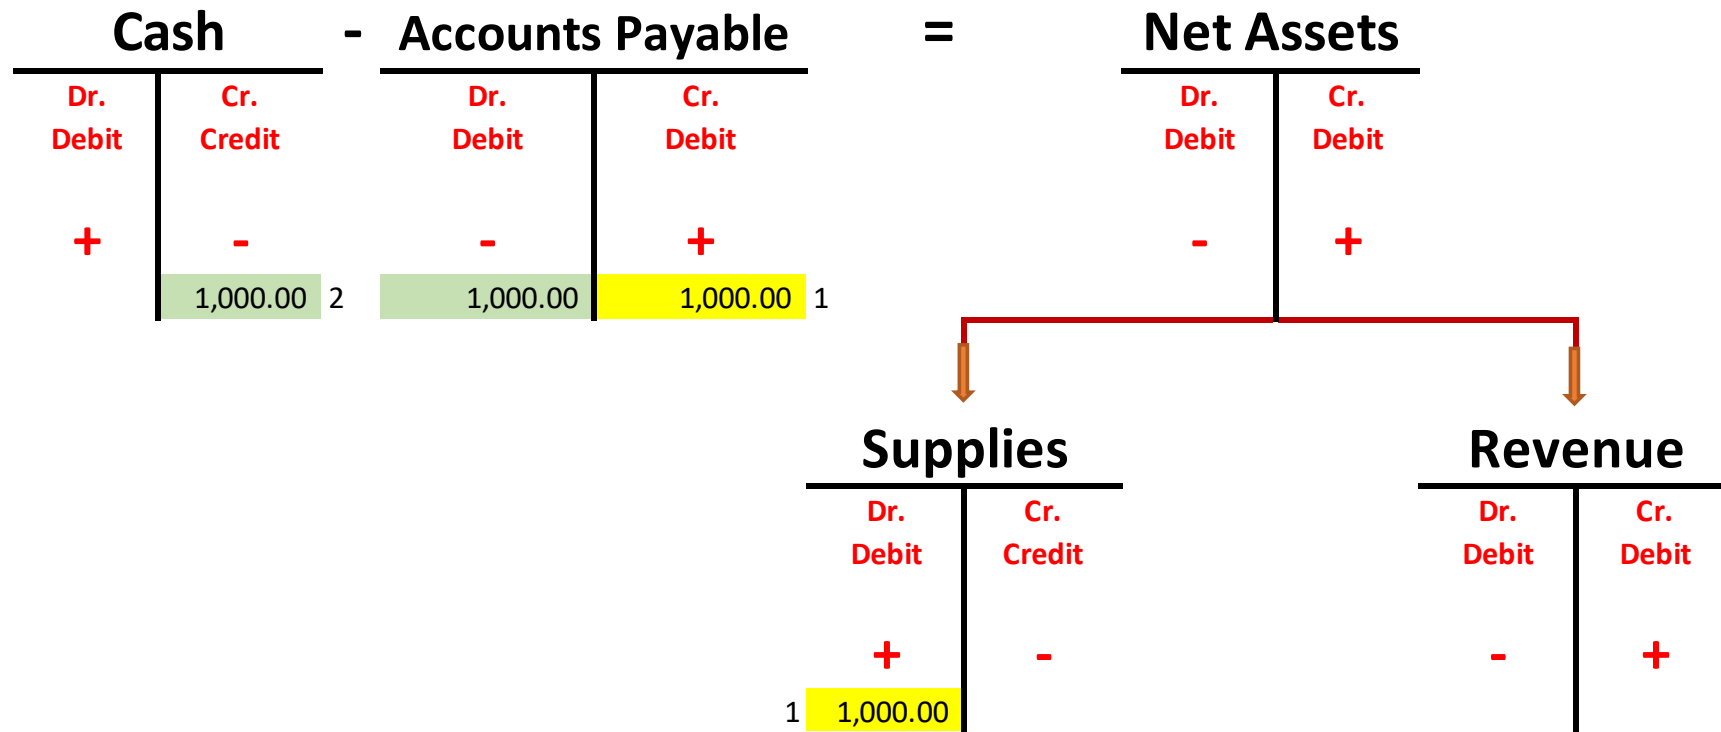 Cash - Accounts Payable = Net Assets
Dr. Cr. Dr. Cr. Dr. Cr.
Debit Credit Debit Debit Debit Debit
+ - - + - +
1,000.00 2 1,000.00 1,000.00 1
Supplies Revenue
Dr. Cr. Dr. Cr.
Debit Credit Debit Debit
+ - - +
1 1,000.00